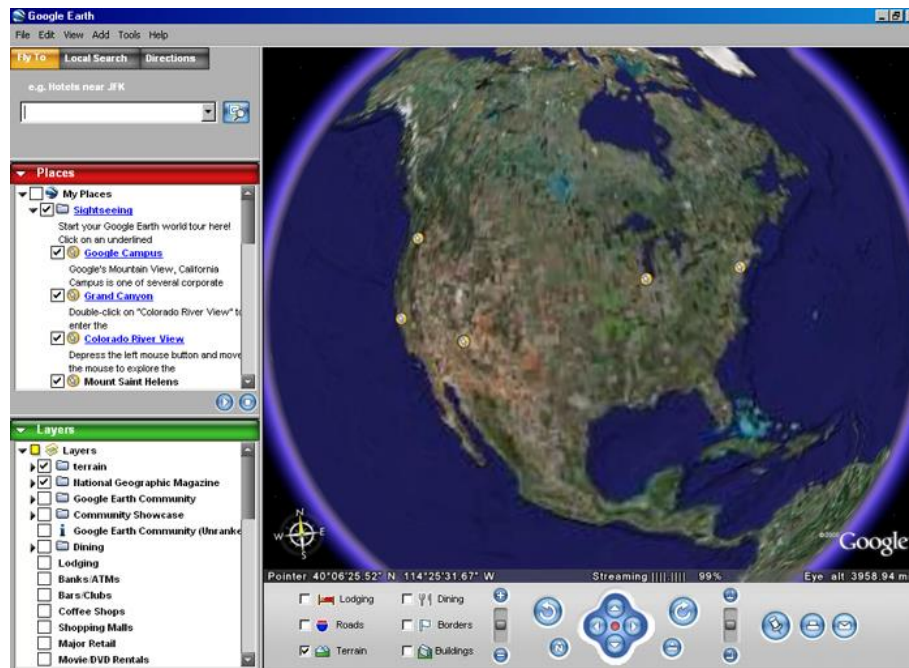 Google Earth
File Edit View Add Tools Help
Fly To Local Search Directions
e.g. Hotels near JFK
Places
My Places
Sightseeing
Start your Google Earth world tour here!
Click on an underlined
Google Campus
Google's Mountain View, California
Campus is one of several corporate
Grand Canyon
Double-click on "Colorado River View" to
enter the
Colorado River View
Depress the left mouse button and move
the mouse to explore the
Mount Saint Helens
Layers
Layers
terrain
National Geographic Magazine
Google Earth Community
Community Showcase
Google Earth Community (Unranke
Dining
Lodging
Banks/ATMs
Bars/Clubs
Coffee Shops
Shopping Malls
Major Retail
Movie/DVD Rentals
N
W E
S
Google
Pointer 40°06'25.52" N 114°25'31.67" W Streaming ||||.|||| 99% Eye alt 3958.94 m
Lodging Dining
Roads Borders
Terrain Buildings
N